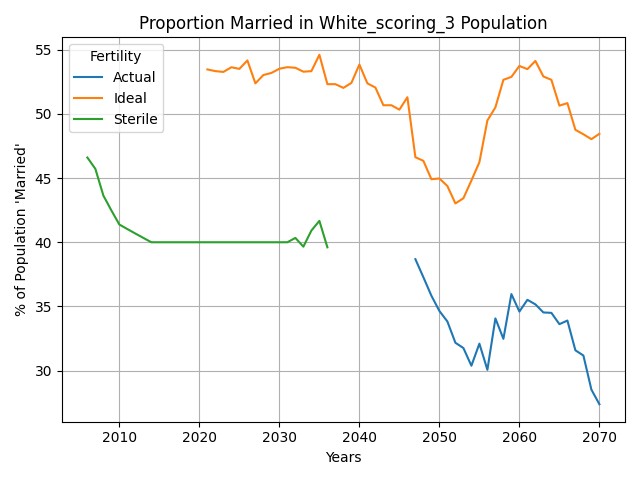 Proportion Married in White_scoring_3 Population
Fertility
Actual
Ideal
Sterile
% of Population 'Married'
55
50
45
40
35
30
2010
2020
2030
2040
2050
2060
2070
Years